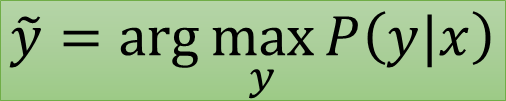 ỹ = arg max P(y|x)
y